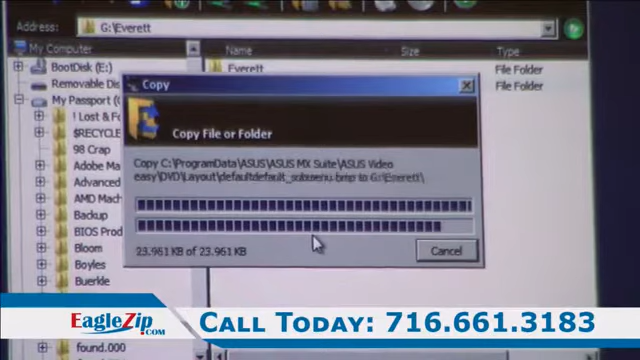 Address: G:\Everett
My Computer
Name Size Type
BootDisk (E:)
Everett
File Folder
Removable Dis
File Folder
My Passport (
Copy
! Lost & F
$RECYCLE
98 Crap
Adobe Ma
Advanced
AMD Mach
Backup
BIOS Prod
Bloom
Boyles
Buerkle
found.000
Copy File or Folder
Copy C:\ProgramData\ASUS\ASUS MX Suite\ASUS Video
easy\DVD\Layout\defaultdefault_submenu.bmp to G:\Everett\
23,961 KB of 23,961 KB
Cancel
EagleZip.com
Call Today: 716.661.3183